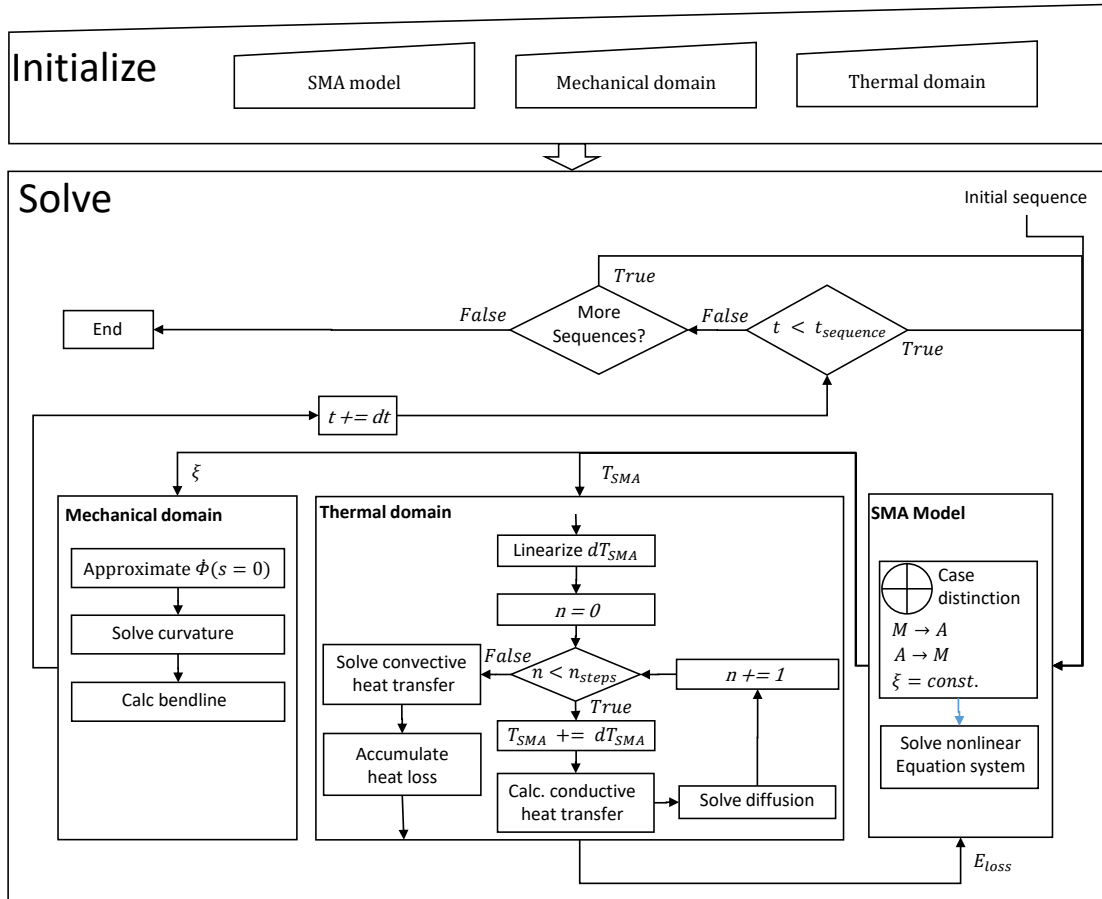 Initialize
SMA model
Mechanical domain
Thermal domain
Solve
Initial sequence
True
More
Sequences?
False
End
False
t < t_sequence
True
t += dt
ξ
T_SMA
Mechanical domain
Approximate Φ̇(s = 0)
Solve curvature
Calc bendline
Thermal domain
Linearize dT_SMA
n = 0
n < n_steps
False
True
Solve convective
heat transfer
Accumulate
heat loss
T_SMA += dT_SMA
Calc. conductive
heat transfer
Solve diffusion
n += 1
SMA Model
Case
distinction
M → A
A → M
ξ = const.
Solve nonlinear
Equation system
E_loss